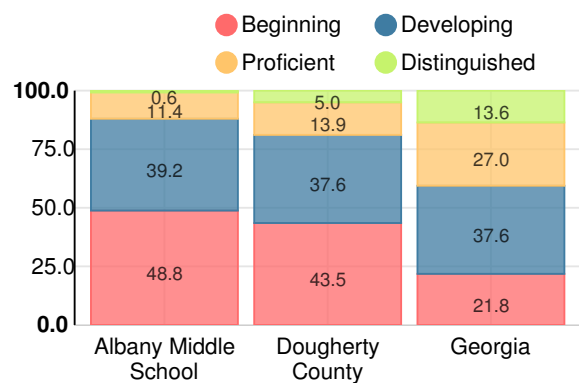 Beginning Developing
Proficient Distinguished
100.0
75.0
50.0
25.0
0.0
0.6
11.4
39.2
48.8
5.0
13.9
37.6
43.5
13.6
27.0
37.6
21.8
Albany Middle
School
Dougherty
County
Georgia